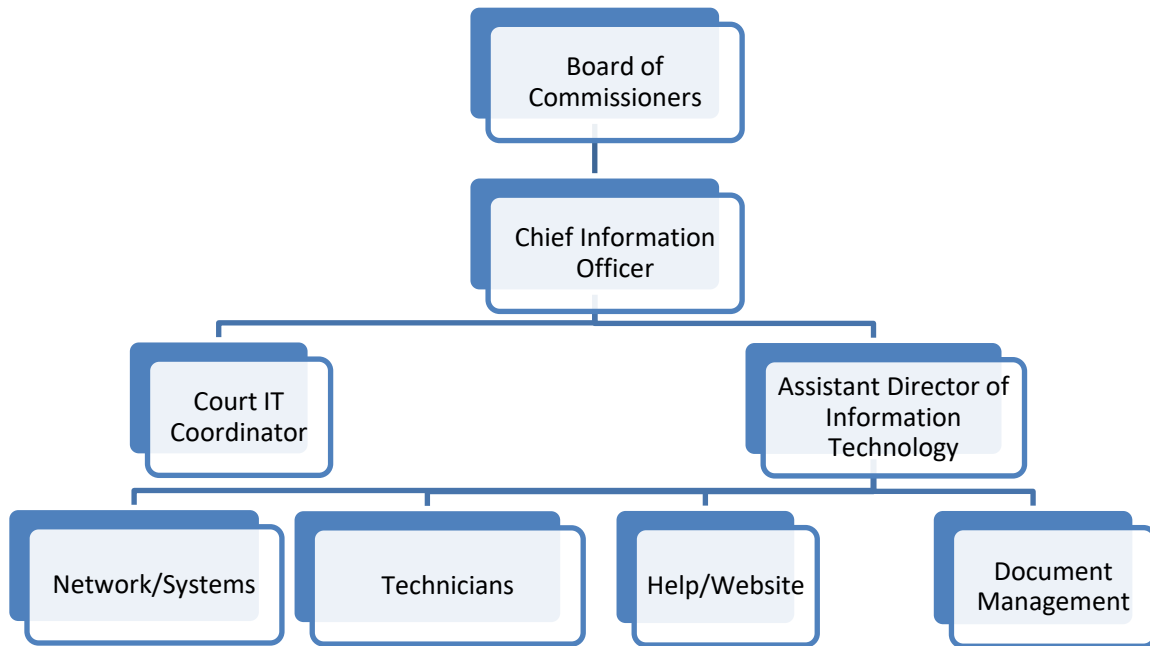 Board of
Commissioners
Chief Information
Officer
Court IT
Coordinator
Assistant Director of
Information
Technology
Network/Systems
Technicians
Help/Website
Document
Management